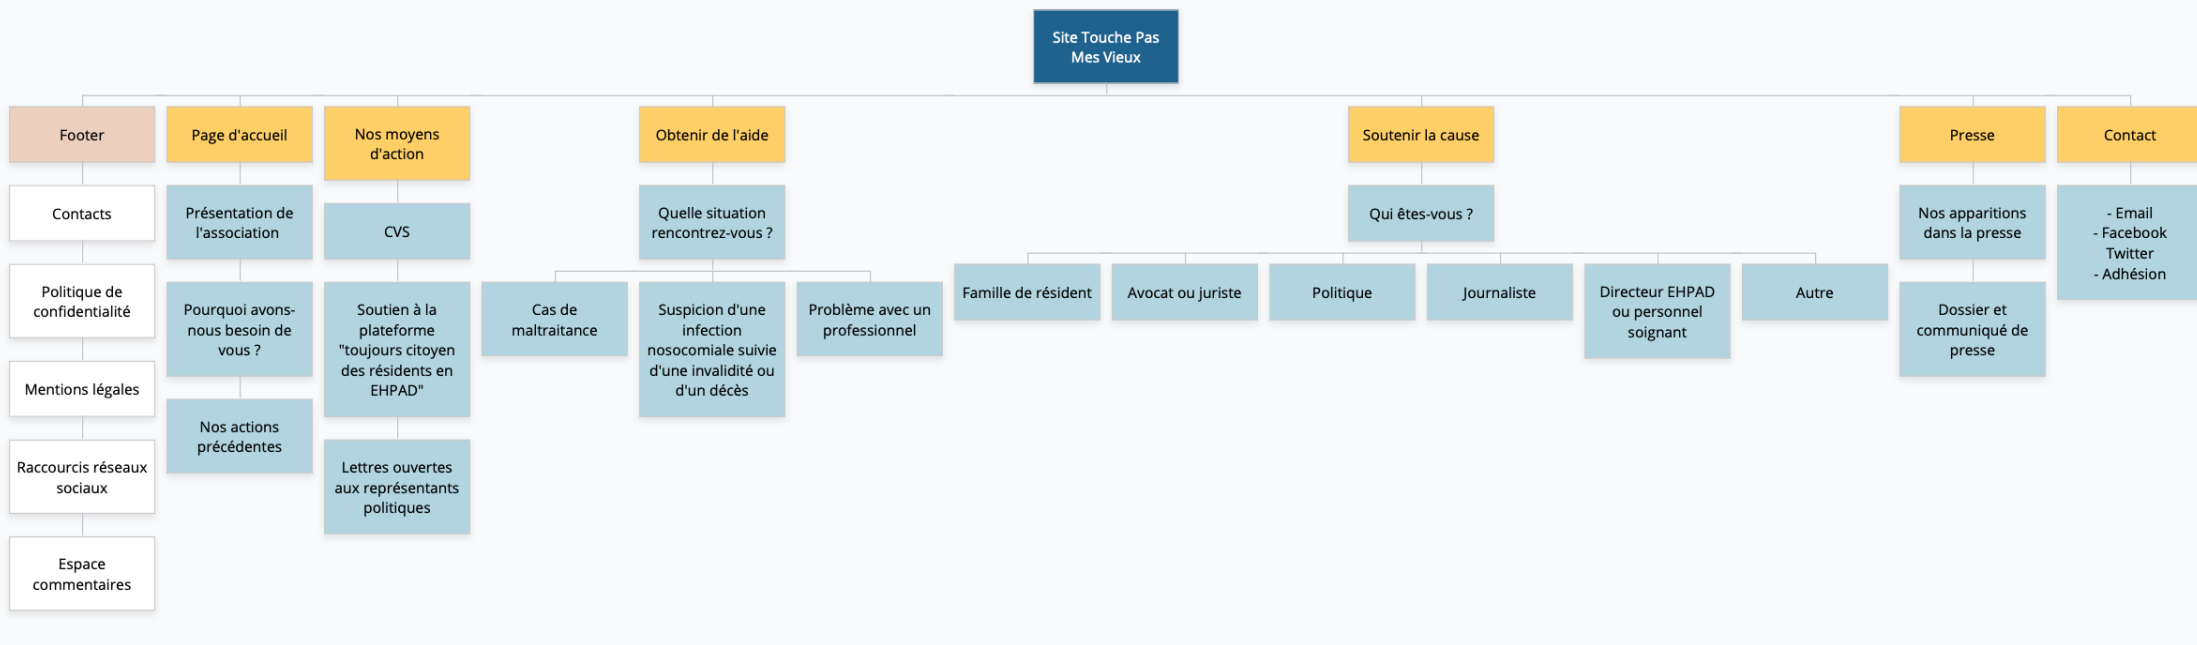 Site Touche Pas
Mes Vieux
Footer
Page d'accueil
Nos moyens
d'action
Obtenir de l'aide
Soutenir la cause
Presse
Contact
Contacts
Politique de
confidentialité
Mentions légales
Raccourcis réseaux
sociaux
Espace
commentaires
Présentation de
l'association
Pourquoi avons-
nous besoin de
vous ?
Nos actions
précédentes
CVS
Soutien à la
plateforme
"toujours citoyen
des résidents en
EHPAD"
Lettres ouvertes
aux représentants
politiques
Quelle situation
rencontrez-vous ?
Cas de
maltraitance
Suspicion d'une
infection
nosocomiale suivie
d'une invalidité ou
d'un décès
Problème avec un
professionnel
Qui êtes-vous ?
Famille de résident
Avocat ou juriste
Politique
Journaliste
Directeur EHPAD
ou personnel
soignant
Autre
Nos apparitions
dans la presse
Dossier et
communiqué de
presse
- Email
- Facebook
Twitter
- Adhésion